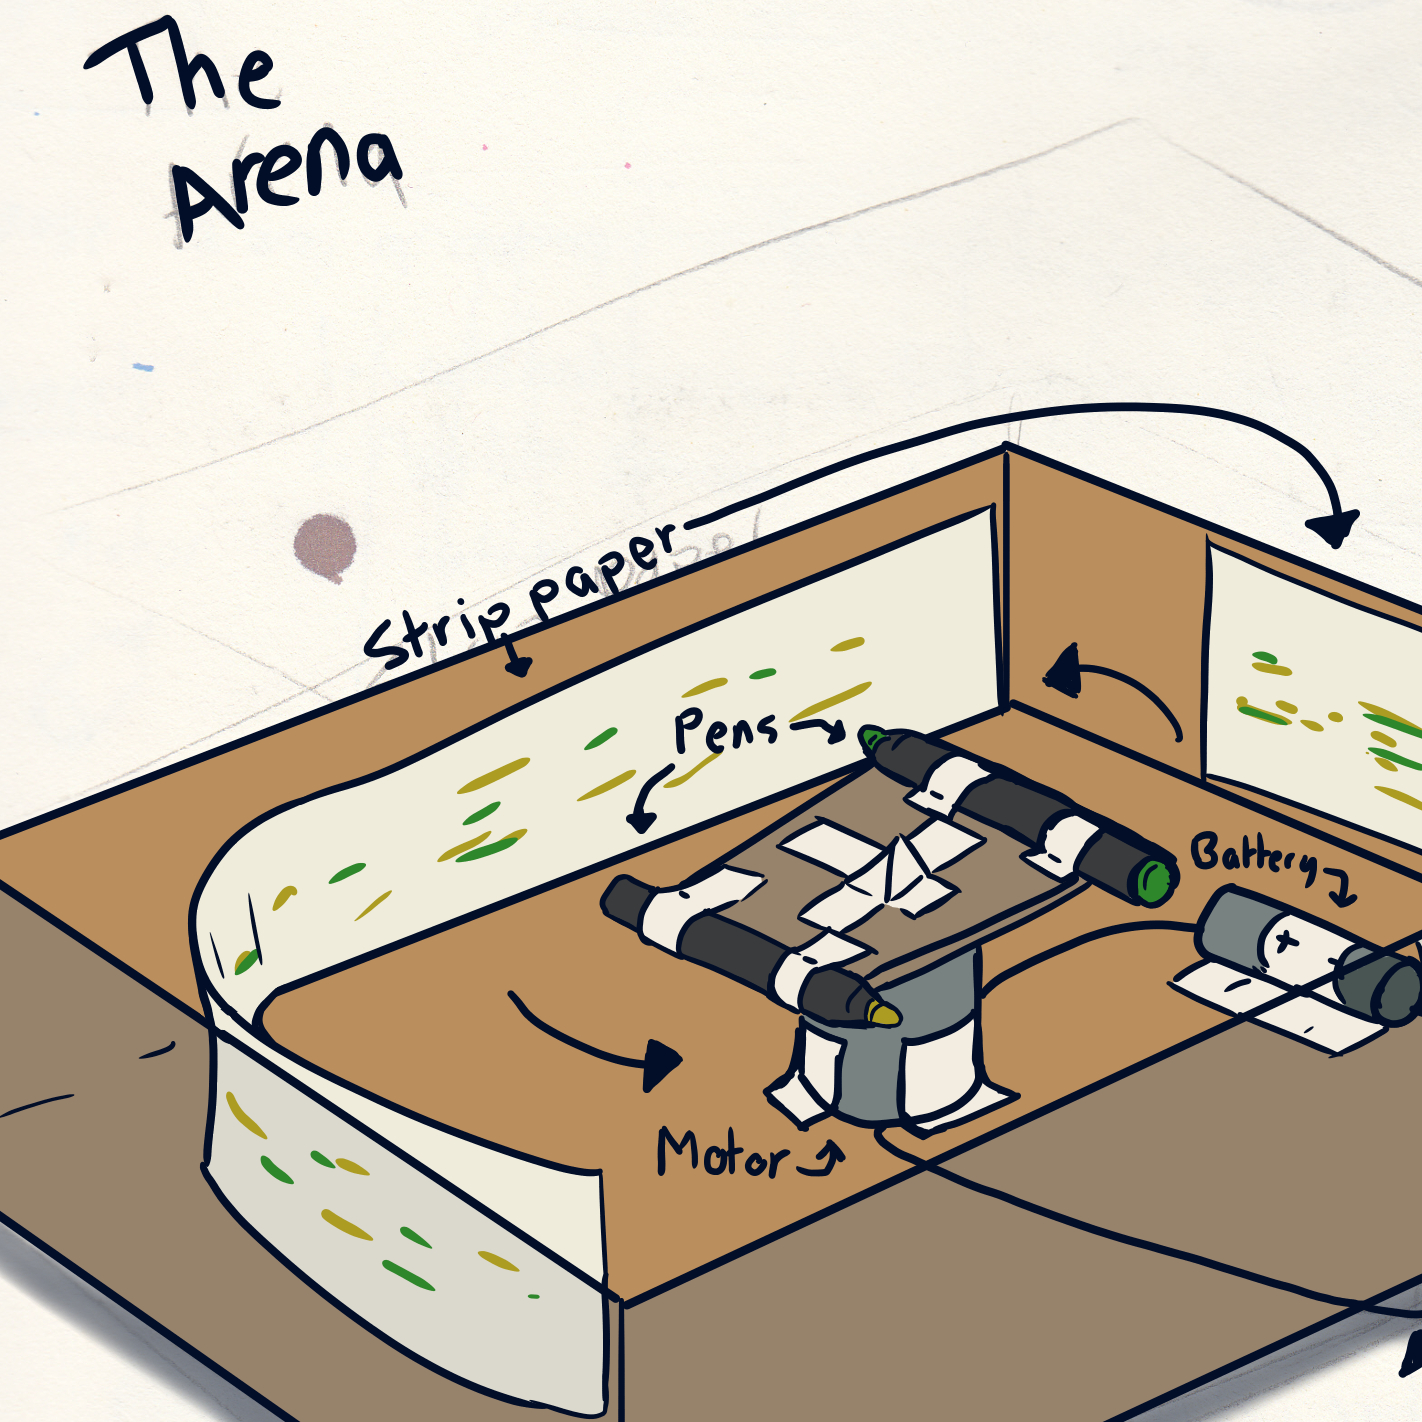 The
Arena
Strip paper
Pens
Battery
+ -
Motor